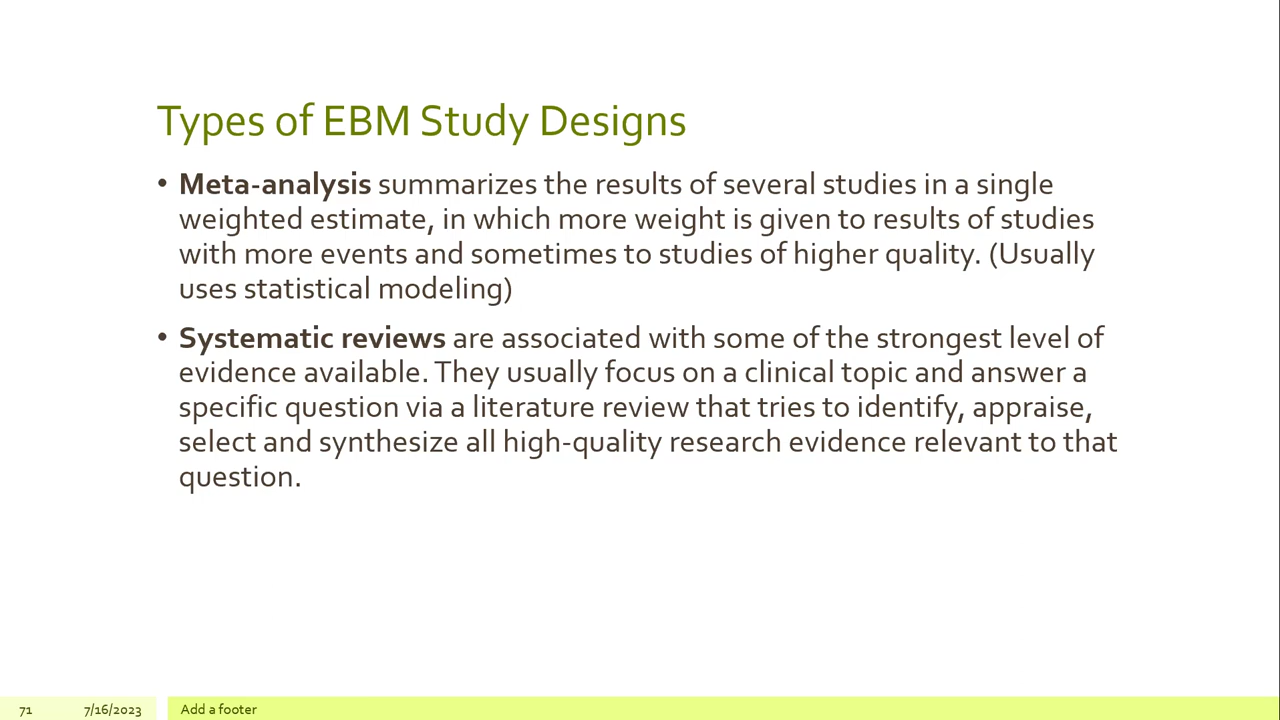 Types of EBM Study Designs
• Meta-analysis summarizes the results of several studies in a single
weighted estimate, in which more weight is given to results of studies
with more events and sometimes to studies of higher quality. (Usually
uses statistical modeling)
• Systematic reviews are associated with some of the strongest level of
evidence available. They usually focus on a clinical topic and answer a
specific question via a literature review that tries to identify, appraise,
select and synthesize all high-quality research evidence relevant to that
question.
71 7/16/2023 Add a footer